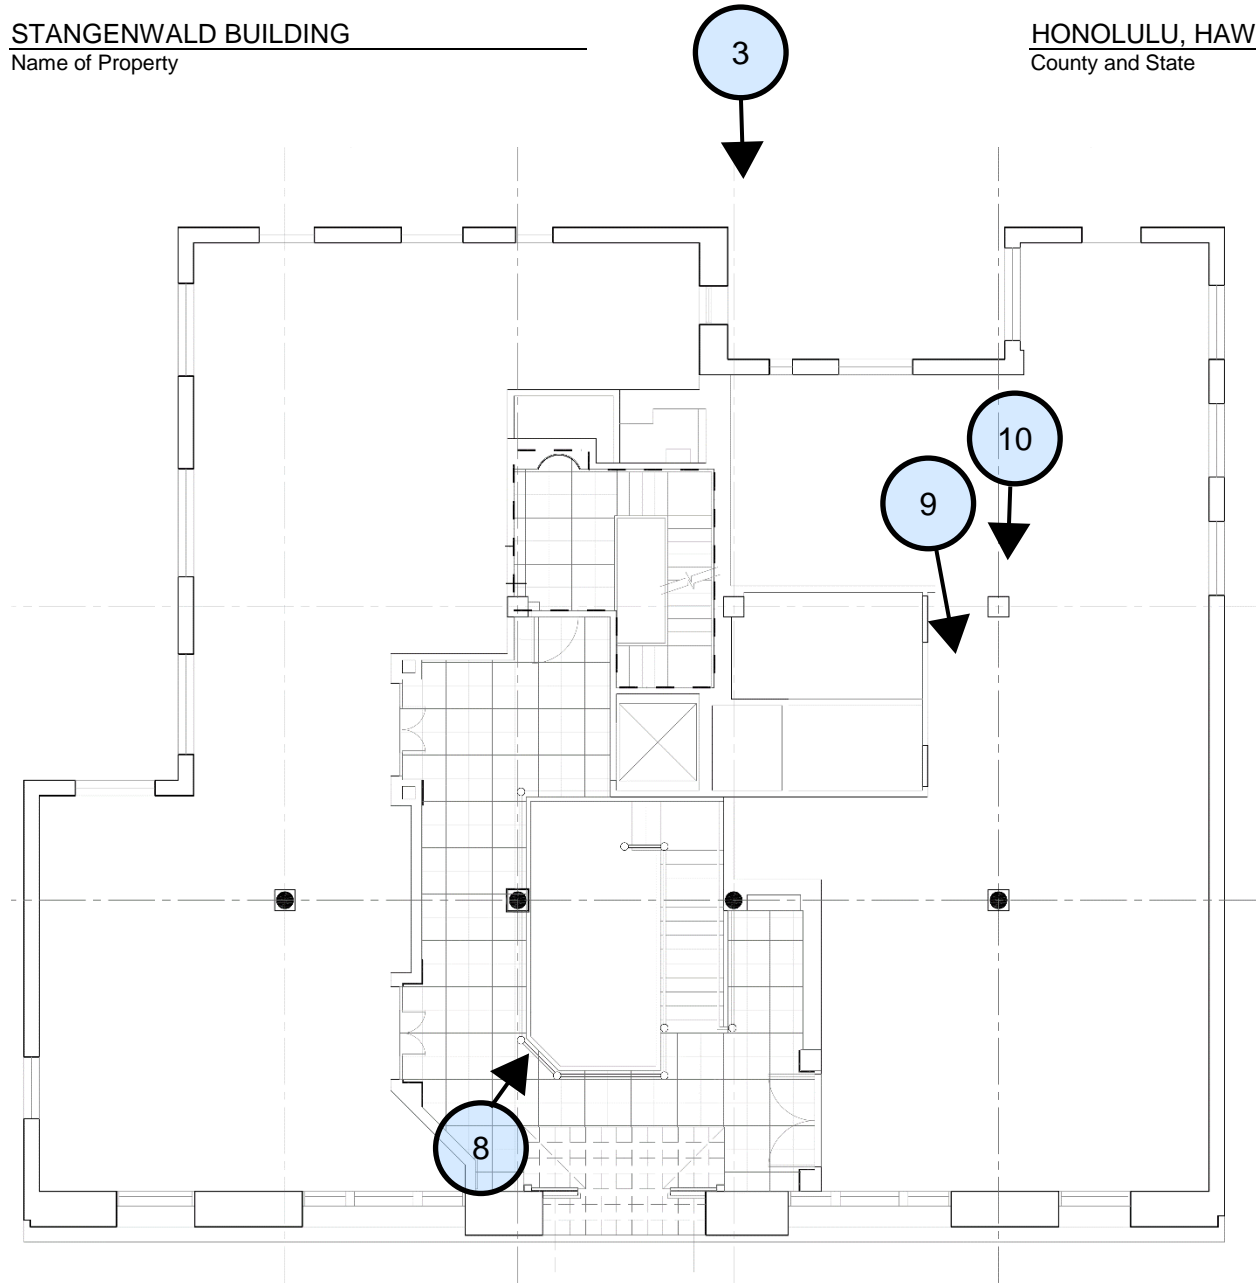 STANGENWALD BUILDING
Name of Property
HONOLULU, HAW
County and State
3
10
9
8